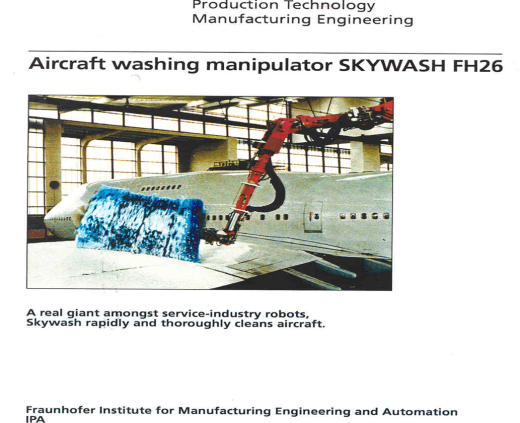 Production Technology
Manufacturing Engineering
Aircraft washing manipulator SKYWASH FH26
A real giant amongst service-industry robots,
Skywash rapidly and thoroughly cleans aircraft.
Fraunhofer Institute for Manufacturing Engineering and Automation
IPA